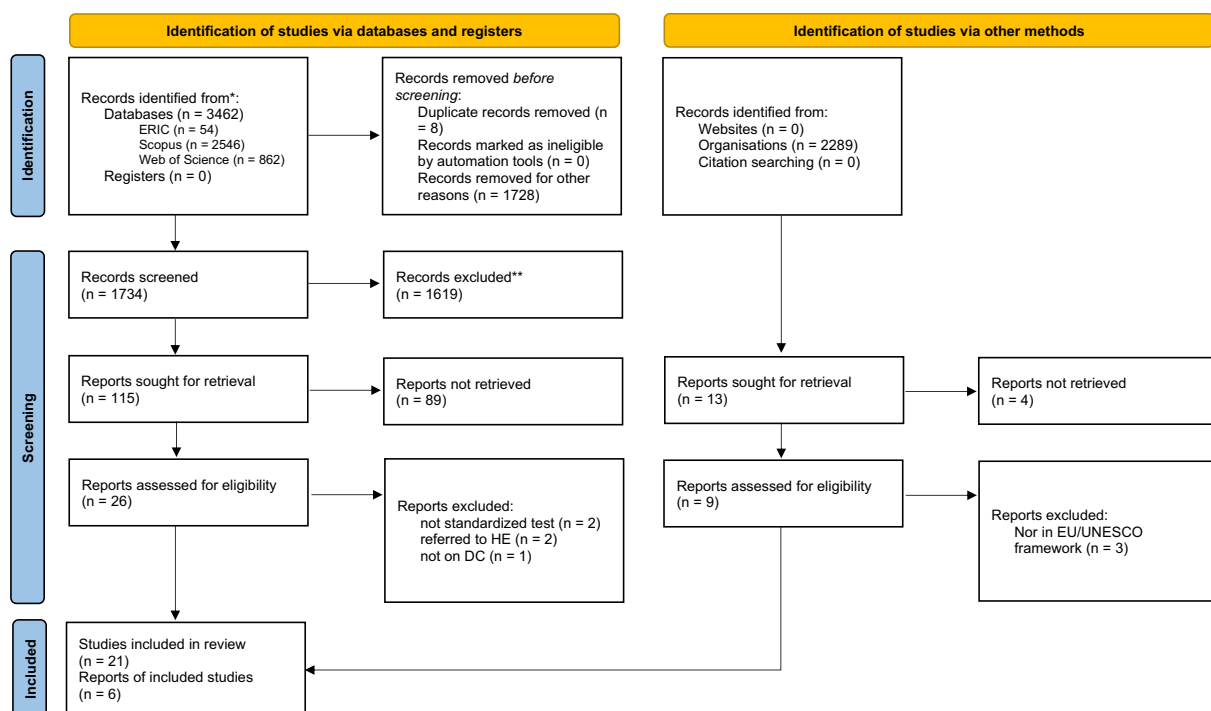 Identification of studies via databases and registers
Identification of studies via other methods
Identification
Records identified from*:
Databases (n = 3462)
ERIC (n = 54)
Scopus (n = 2546)
Web of Science (n = 862)
Registers (n = 0)
Records removed before
screening:
Duplicate records removed (n
= 8)
Records marked as ineligible
by automation tools (n = 0)
Records removed for other
reasons (n = 1728)
Records identified from:
Websites (n = 0)
Organisations (n = 2289)
Citation searching (n = 0)
Screening
Records screened
(n = 1734)
Records excluded**
(n = 1619)
Reports sought for retrieval
(n = 115)
Reports not retrieved
(n = 89)
Reports sought for retrieval
(n = 13)
Reports not retrieved
(n = 4)
Reports assessed for eligibility
(n = 26)
Reports excluded:
not standardized test (n = 2)
referred to HE (n = 2)
not on DC (n = 1)
Reports assessed for eligibility
(n = 9)
Reports excluded:
Nor in EU/UNESCO
framework (n = 3)
Included
Studies included in review
(n = 21)
Reports of included studies
(n = 6)